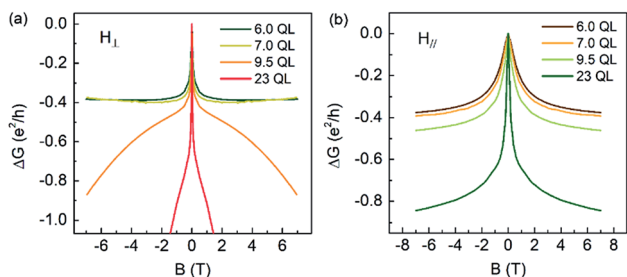 (a)
H⊥
6.0 QL
7.0 QL
9.5 QL
23 QL
ΔG (e²/h)
0.0
-0.2
-0.4
-0.6
-0.8
-1.0
-6 -4 -2 0 2 4 6
B (T)
(b)
H//
6.0 QL
7.0 QL
9.5 QL
23 QL
ΔG (e²/h)
0.0
-0.2
-0.4
-0.6
-0.8
-8 -6 -4 -2 0 2 4 6 8
B (T)